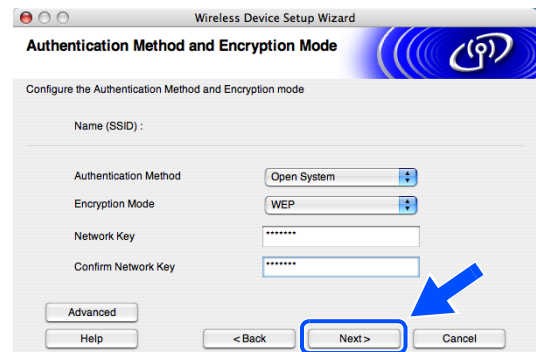 Wireless Device Setup Wizard
Authentication Method and Encryption Mode
Configure the Authentication Method and Encryption mode
Name (SSID) :
Authentication Method Open System
Encryption Mode WEP
Network Key *******
Confirm Network Key *******
Advanced
Help < Back Next > Cancel